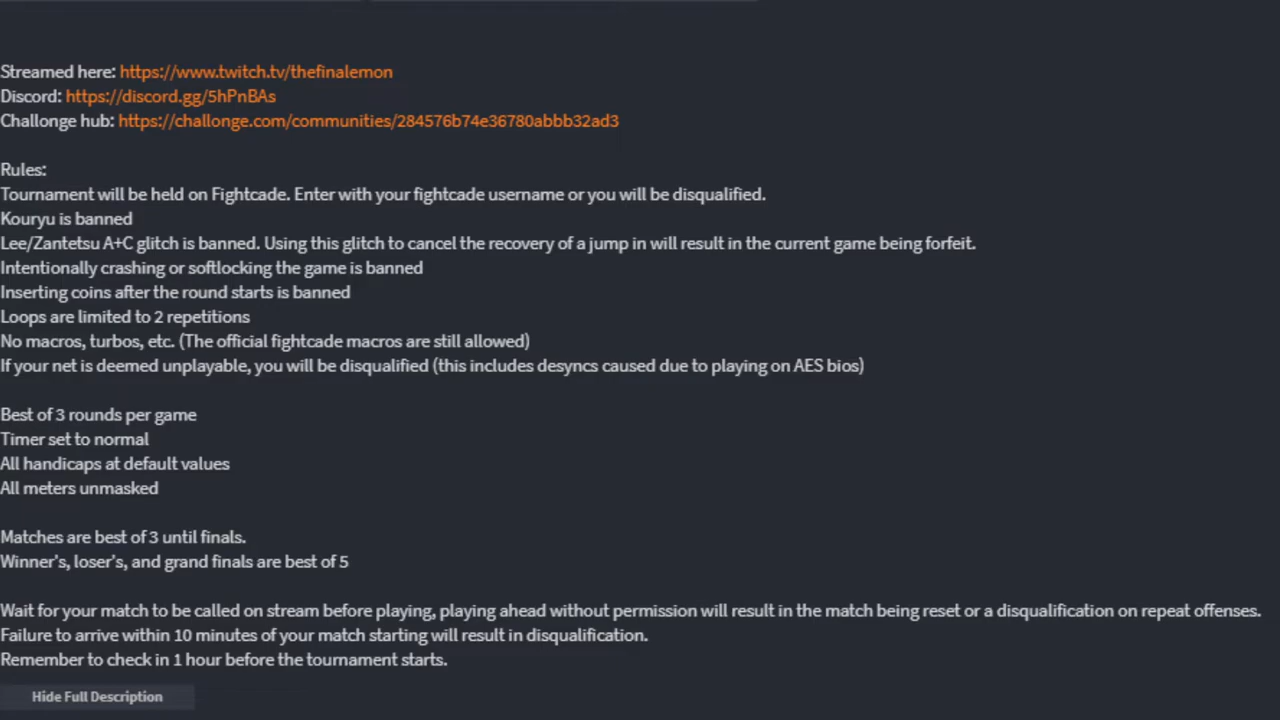 Streamed here: https://www.twitch.tv/thefinalemon
Discord: https://discord.gg/5hPnBAs
Challonge hub: https://challonge.com/communities/284576b74e36780abbb32ad3
Rules:
Tournament will be held on Fightcade. Enter with your fightcade username or you will be disqualified.
Kouryu is banned
Lee/Zantetsu A+C glitch is banned. Using this glitch to cancel the recovery of a jump in will result in the current game being forfeit.
Intentionally crashing or softlocking the game is banned
Inserting coins after the round starts is banned
Loops are limited to 2 repetitions
No macros, turbos, etc. (The official fightcade macros are still allowed)
If your net is deemed unplayable, you will be disqualified (this includes desyncs caused due to playing on AES bios)
Best of 3 rounds per game
Timer set to normal
All handicaps at default values
All meters unmasked
Matches are best of 3 until finals.
Winner's, loser's, and grand finals are best of 5
Wait for your match to be called on stream before playing, playing ahead without permission will result in the match being reset or a disqualification on repeat offenses.
Failure to arrive within 10 minutes of your match starting will result in disqualification.
Remember to check in 1 hour before the tournament starts.
Hide Full Description